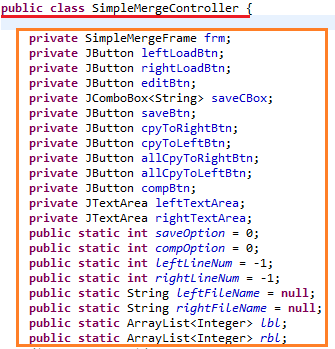 public class SimpleMergeController {
private SimpleMergeFrame frm;
private JButton leftLoadBtn;
private JButton rightLoadBtn;
private JButton editBtn;
private JComboBox<String> saveCBox;
private JButton saveBtn;
private JButton cpyToRightBtn;
private JButton cpyToLeftBtn;
private JButton allCpyToRightBtn;
private JButton allCpyToLeftBtn;
private JButton compBtn;
private JTextArea leftTextArea;
private JTextArea rightTextArea;
public static int saveOption = 0;
public static int compOption = 0;
public static int leftLineNum = -1;
public static int rightLineNum = -1;
public static String leftFileName = null;
public static String rightFileName = null;
public static ArrayList<Integer> lbl;
public static ArrayList<Integer> rbl;